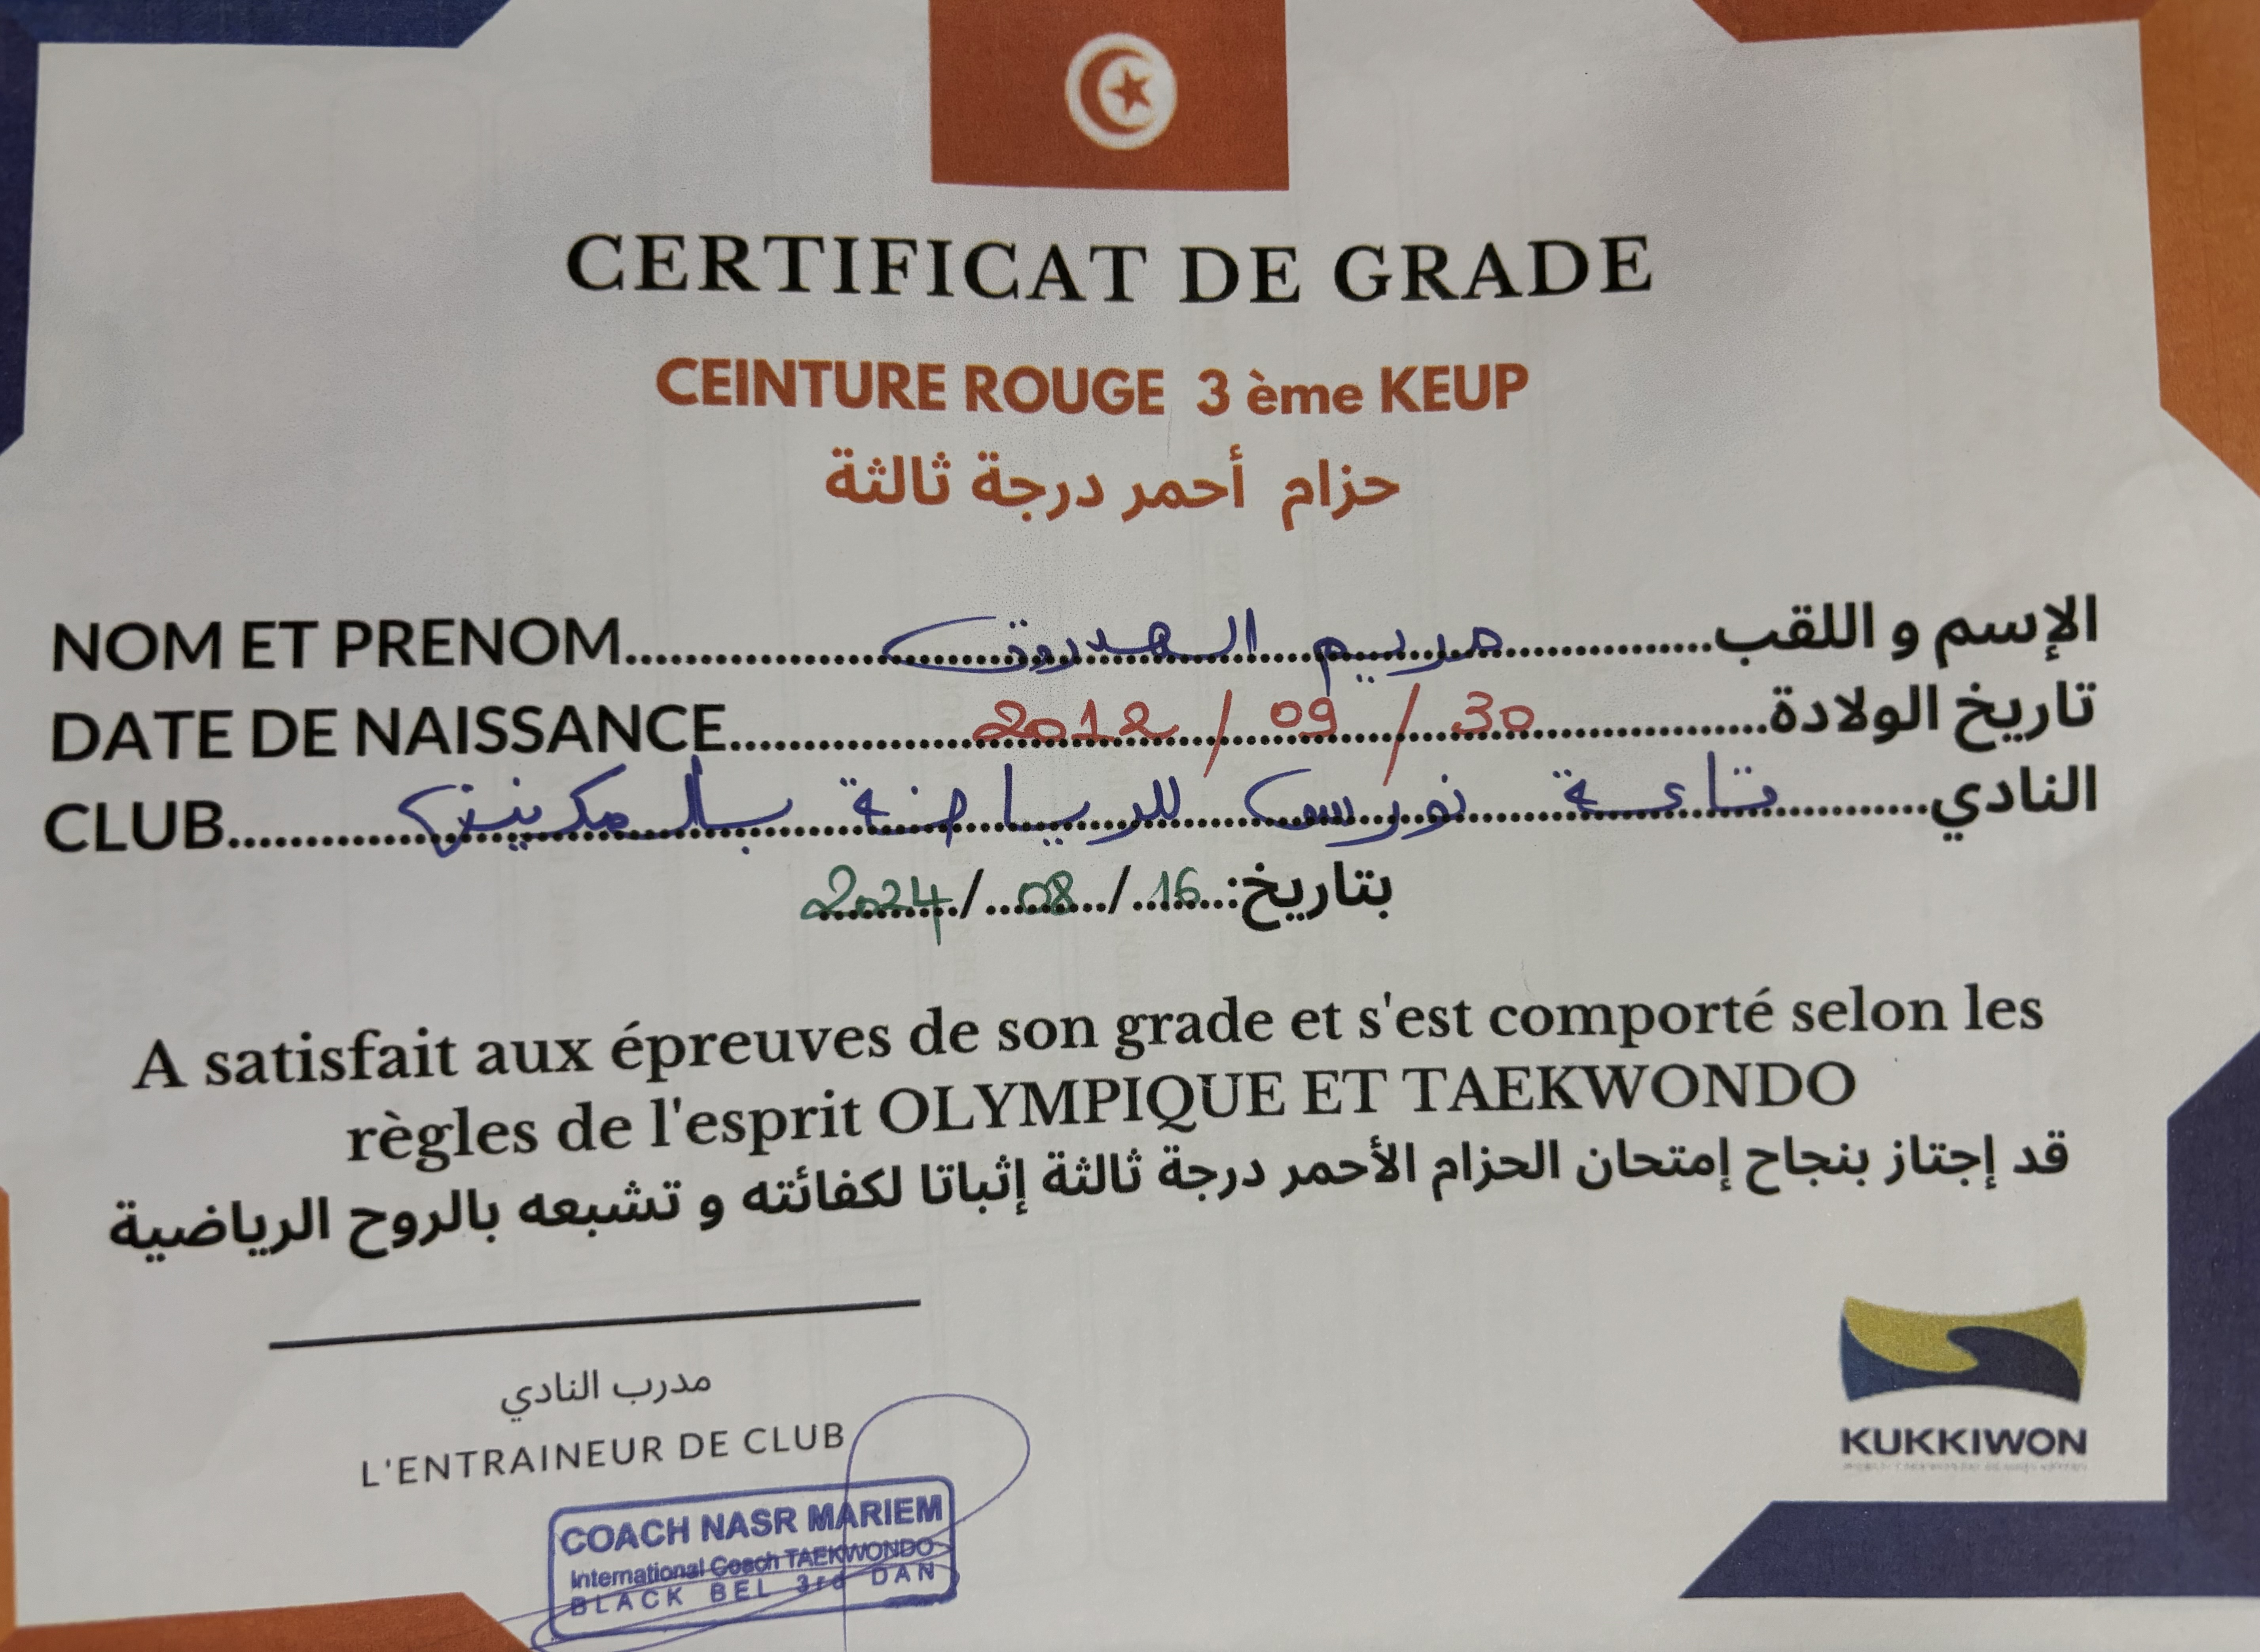 CERTIFICAT DE GRADE
CEINTURE ROUGE 3 ème KEUP
حزام أحمر درجة ثالثة
NOM ET PRENOM..........مريم..........الإسم و اللقب
DATE DE NAISSANCE..........2012/09/30..........تاريخ الولادة
CLUB..........قاعة نورس للرياضة بالمكنين..........النادي
بتاريخ:16/08/2024
A satisfait aux épreuves de son grade et s'est comporté selon les
règles de l'esprit OLYMPIQUE ET TAEKWONDO
قد إجتاز بنجاح إمتحان الحزام الأحمر درجة ثالثة إثباتا لكفائته و تشبعه بالروح الرياضية
مدرب النادي
L'ENTRAINEUR DE CLUB
COACH NASR MARIEM
International Coach TAEKWONDO
BLACK BEL 3rd DAN
KUKKIWON